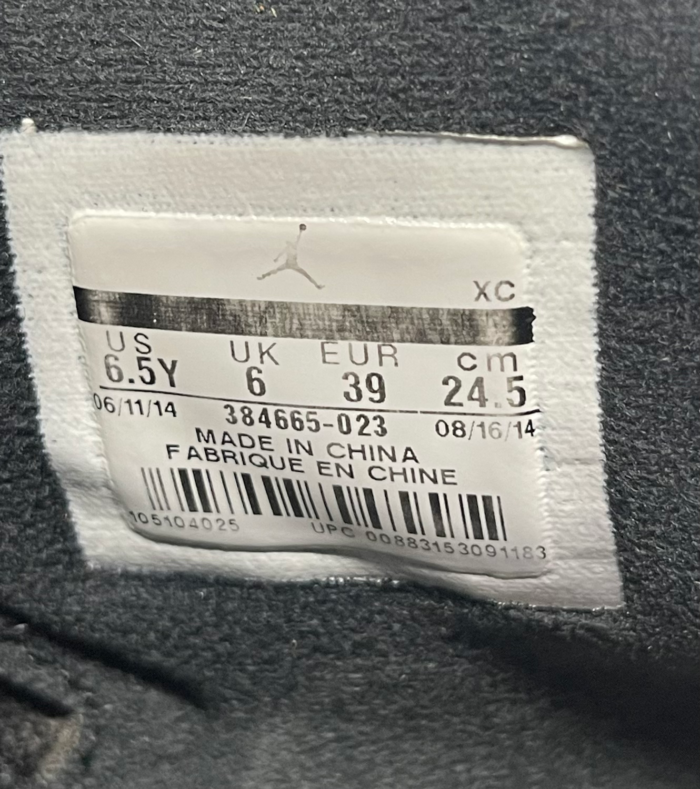 XC
US UK EUR cm
6.5Y 6 39 24.5
06/11/14 384665-023 08/16/14
MADE IN CHINA
FABRIQUE EN CHINE
105104025 UPC 00883153091183